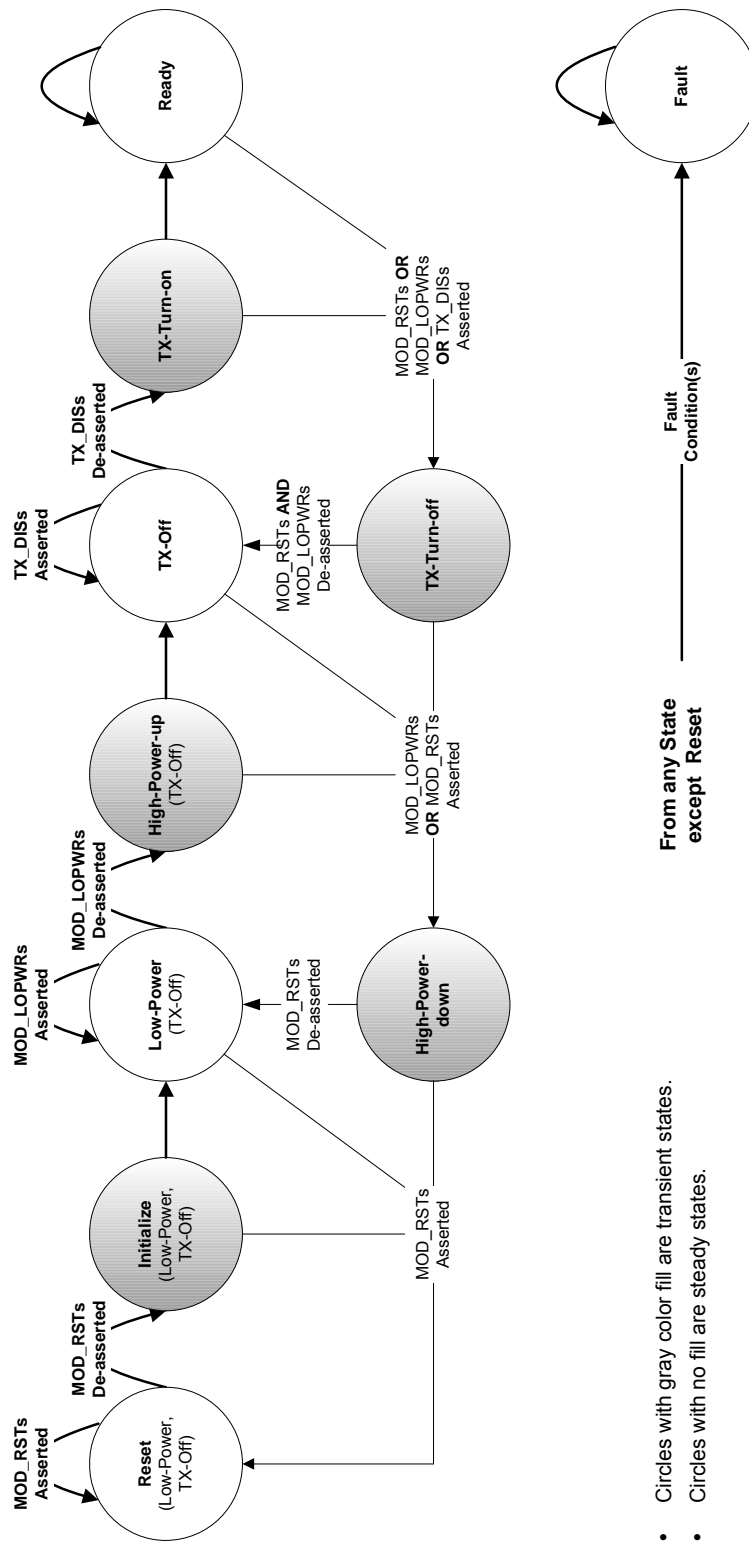 MOD_RSTs
Asserted
MOD_RSTs
De-asserted
MOD_LOPWRs
Asserted
MOD_LOPWRs
De-asserted
TX_DISs
Asserted
TX_DISs
De-asserted
Reset
(Low-Power,
TX-Off)
Initialize
(Low-Power,
TX-Off)
Low-Power
(TX-Off)
High-Power-up
(TX-Off)
TX-Off
TX-Turn-on
Ready
MOD_RSTs
De-asserted
MOD_RSTs AND
MOD_LOPWRs
De-asserted
MOD_RSTs
Asserted
High-Power-
down
MOD_LOPWRs
OR MOD_RSTs
Asserted
TX-Turn-off
MOD_RSTs OR
MOD_LOPWRs
OR TX_DISs
Asserted
From any State
except Reset
Fault
Condition(s)
Fault
• Circles with gray color fill are transient states.
• Circles with no fill are steady states.